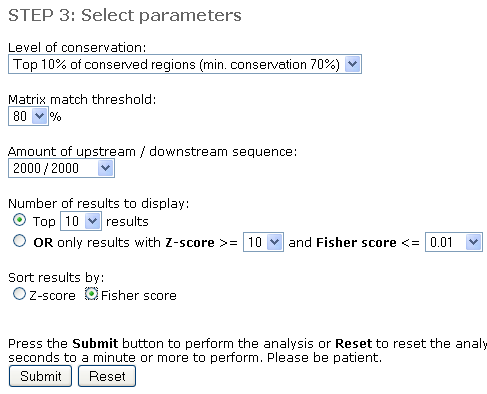 STEP 3: Select parameters
Level of conservation:
Top 10% of conserved regions (min. conservation 70%)
Matrix match threshold:
80 %
Amount of upstream / downstream sequence:
2000 / 2000
Number of results to display:
Top 10 results
OR only results with Z-score >= 10 and Fisher score <= 0.01
Sort results by:
Z-score Fisher score
Press the Submit button to perform the analysis or Reset to reset the analy
seconds to a minute or more to perform. Please be patient.
Submit Reset